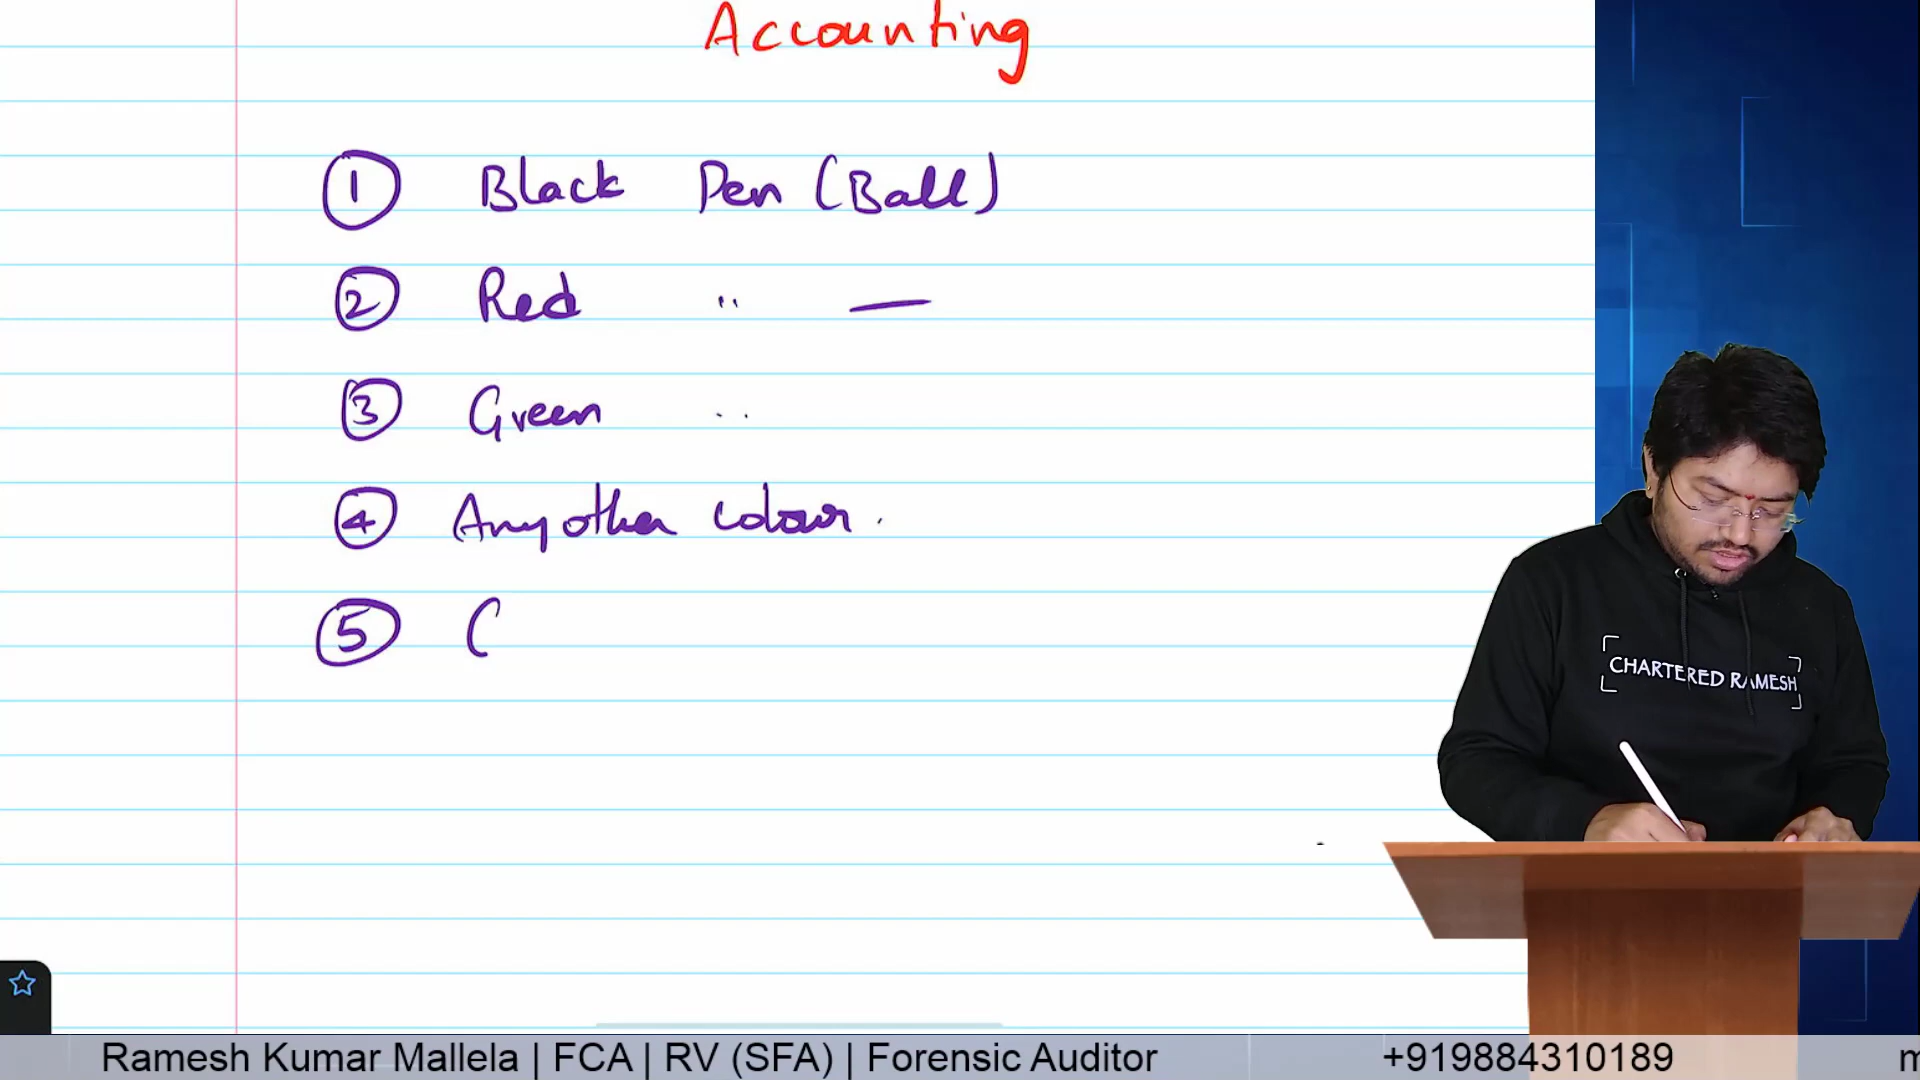 Accounting
① Black Pen (Ball)
② Red " —
③ Green "
④ Any other colour.
⑤ C
CHARTERED RAMESH
Ramesh Kumar Mallela | FCA | RV (SFA) | Forensic Auditor +919884310189 m